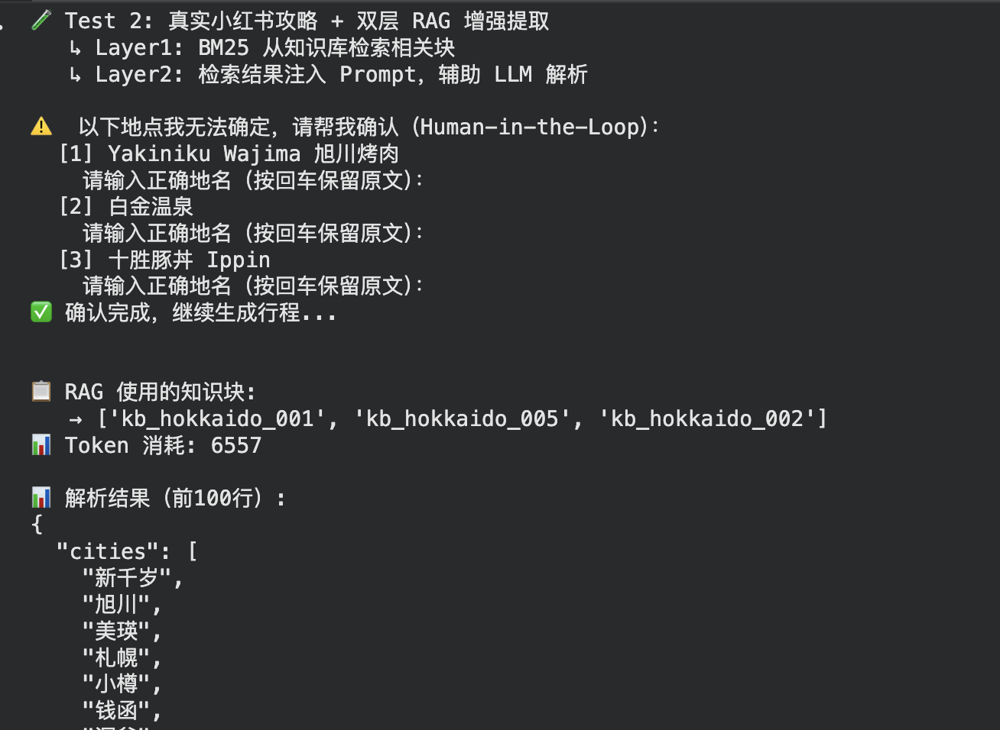 🧪 Test 2: 真实小红书攻略 + 双层 RAG 增强提取
↳ Layer1: BM25 从知识库检索相关块
↳ Layer2: 检索结果注入 Prompt，辅助 LLM 解析
⚠️ 以下地点我无法确定，请帮我确认（Human-in-the-Loop）：
[1] Yakiniku Wajima 旭川烤肉
请输入正确地名（按回车保留原文）：
[2] 白金温泉
请输入正确地名（按回车保留原文）：
[3] 十胜豚丼 Ippin
请输入正确地名（按回车保留原文）：
✅ 确认完成，继续生成行程...
📋 RAG 使用的知识块:
→ ['kb_hokkaido_001', 'kb_hokkaido_005', 'kb_hokkaido_002']
📊 Token 消耗: 6557
📊 解析结果（前100行）:
{
"cities": [
"新千岁",
"旭川",
"美瑛",
"札幌",
"小樽",
"钱函",